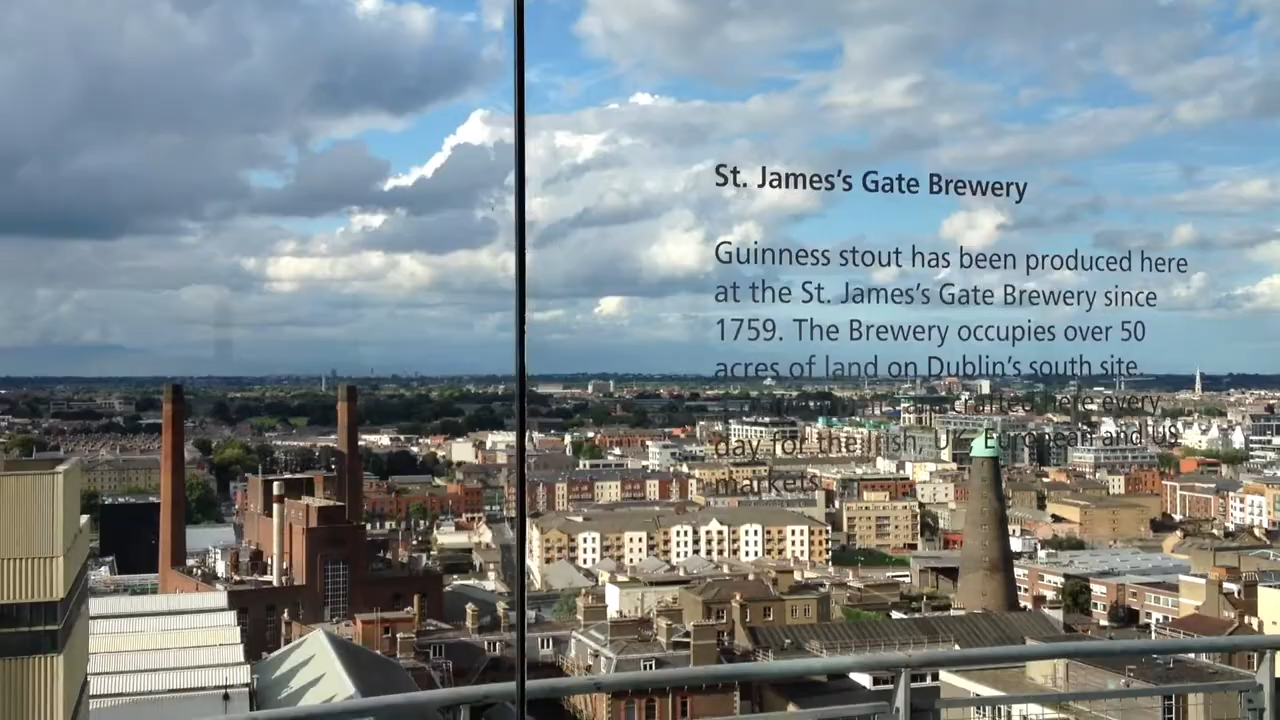 St. James's Gate Brewery
Guinness stout has been produced here
at the St. James's Gate Brewery since
1759. The Brewery occupies over 50
acres of land on Dublin's south site.
crafted here every
day for the Irish, UK, European and US
markets.